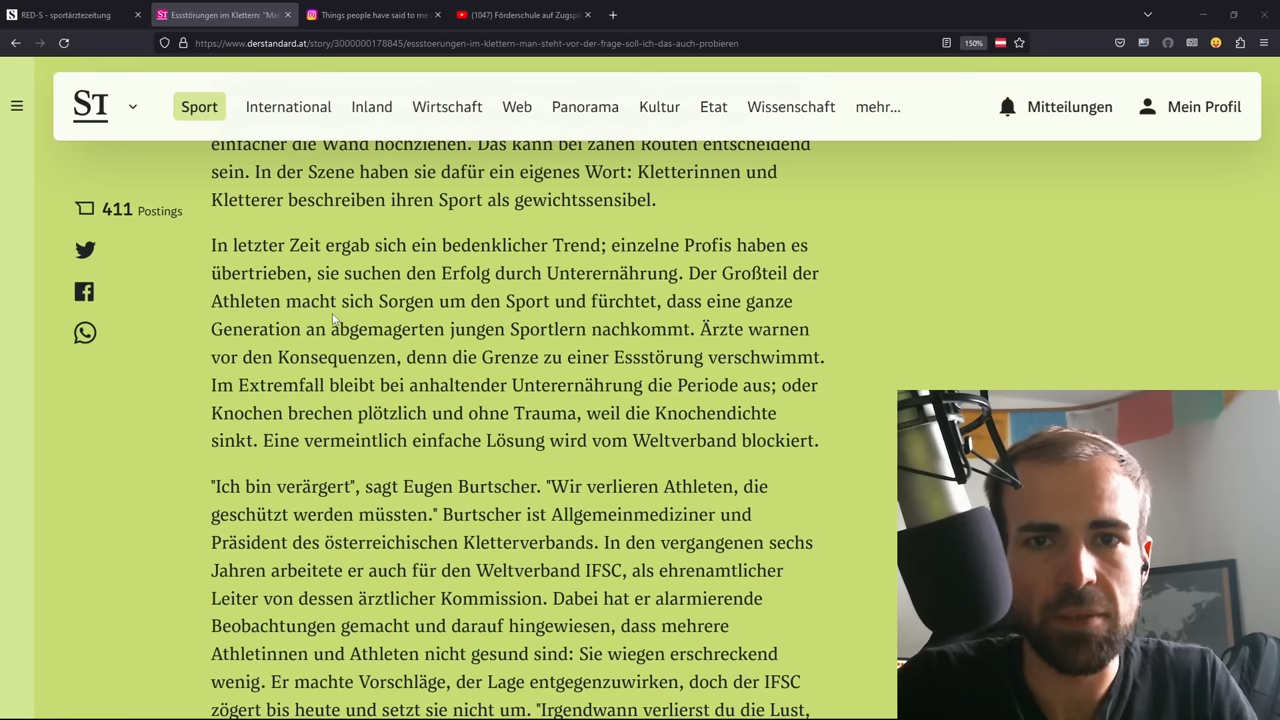 RED-S - sportärztezeitung
Essstörungen im Klettern: "Ma
Things people have said to me
(1047) Förderschule auf Zugsp
https://www.derstandard.at/story/3000000178845/essstoerungen-im-klettern-man-steht-vor-der-frage-soll-ich-das-auch-probieren
150%
ST
Sport
International
Inland
Wirtschaft
Web
Panorama
Kultur
Etat
Wissenschaft
mehr...
Mitteilungen
Mein Profil
411 Postings
einfacher die Wand hochziehen. Das kann bei zähen Routen entscheidend
sein. In der Szene haben sie dafür ein eigenes Wort: Kletterinnen und
Kletterer beschreiben ihren Sport als gewichtssensibel.
In letzter Zeit ergab sich ein bedenklicher Trend; einzelne Profis haben es
übertrieben, sie suchen den Erfolg durch Unterernährung. Der Großteil der
Athleten macht sich Sorgen um den Sport und fürchtet, dass eine ganze
Generation an abgemagerten jungen Sportlern nachkommt. Ärzte warnen
vor den Konsequenzen, denn die Grenze zu einer Essstörung verschwimmt.
Im Extremfall bleibt bei anhaltender Unterernährung die Periode aus; oder
Knochen brechen plötzlich und ohne Trauma, weil die Knochendichte
sinkt. Eine vermeintlich einfache Lösung wird vom Weltverband blockiert.
"Ich bin verärgert", sagt Eugen Burtscher. "Wir verlieren Athleten, die
geschützt werden müssten." Burtscher ist Allgemeinmediziner und
Präsident des österreichischen Kletterverbands. In den vergangenen sechs
Jahren arbeitete er auch für den Weltverband IFSC, als ehrenamtlicher
Leiter von dessen ärztlicher Kommission. Dabei hat er alarmierende
Beobachtungen gemacht und darauf hingewiesen, dass mehrere
Athletinnen und Athleten nicht gesund sind: Sie wiegen erschreckend
wenig. Er machte Vorschläge, der Lage entgegenzuwirken, doch der IFSC
zögert bis heute und setzt sie nicht um. "Irgendwann verlierst du die Lust,